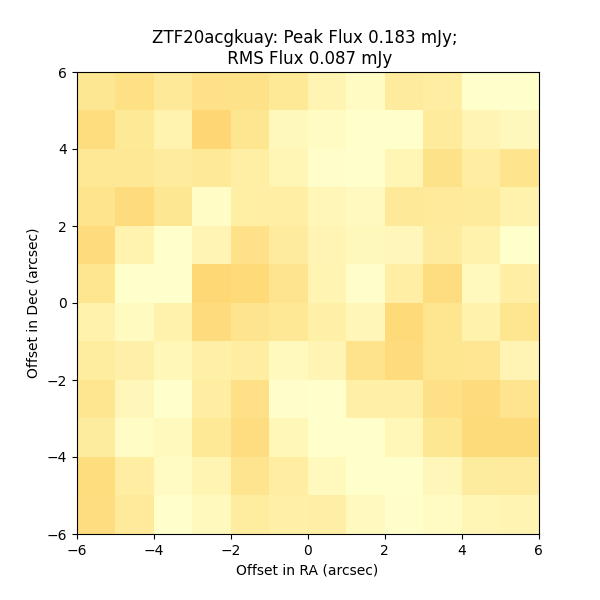 ZTF20acgkuay: Peak Flux 0.183 mJy;
RMS Flux 0.087 mJy
6
4
2
0
−2
−4
−6
Offset in Dec (arcsec)
−6 −4 −2 0 2 4 6
Offset in RA (arcsec)